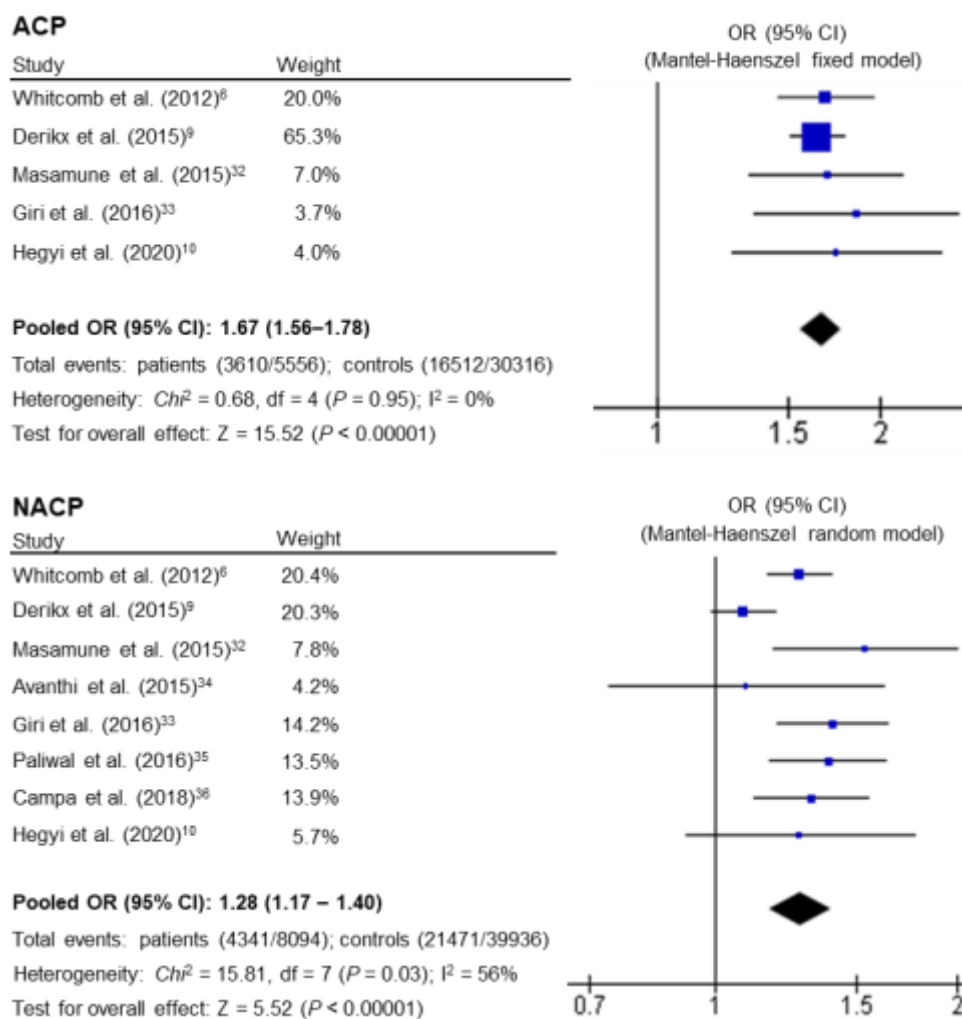 ACP
Study Weight
OR (95% CI)
(Mantel-Haenszel fixed model)
Whitcomb et al. (2012)⁶ 20.0%
Derikx et al. (2015)⁹ 65.3%
Masamune et al. (2015)³² 7.0%
Giri et al. (2016)³³ 3.7%
Hegyi et al. (2020)¹⁰ 4.0%
Pooled OR (95% CI): 1.67 (1.56–1.78)
Total events: patients (3610/5556); controls (16512/30316)
Heterogeneity: Chi² = 0.68, df = 4 (P = 0.95); I² = 0%
Test for overall effect: Z = 15.52 (P < 0.00001)
1 1.5 2
NACP
Study Weight
OR (95% CI)
(Mantel-Haenszel random model)
Whitcomb et al. (2012)⁶ 20.4%
Derikx et al. (2015)⁹ 20.3%
Masamune et al. (2015)³² 7.8%
Avanthi et al. (2015)³⁴ 4.2%
Giri et al. (2016)³³ 14.2%
Paliwal et al. (2016)³⁵ 13.5%
Campa et al. (2018)³⁶ 13.9%
Hegyi et al. (2020)¹⁰ 5.7%
Pooled OR (95% CI): 1.28 (1.17 – 1.40)
Total events: patients (4341/8094); controls (21471/39936)
Heterogeneity: Chi² = 15.81, df = 7 (P = 0.03); I² = 56%
Test for overall effect: Z = 5.52 (P < 0.00001)
0.7 1 1.5 2